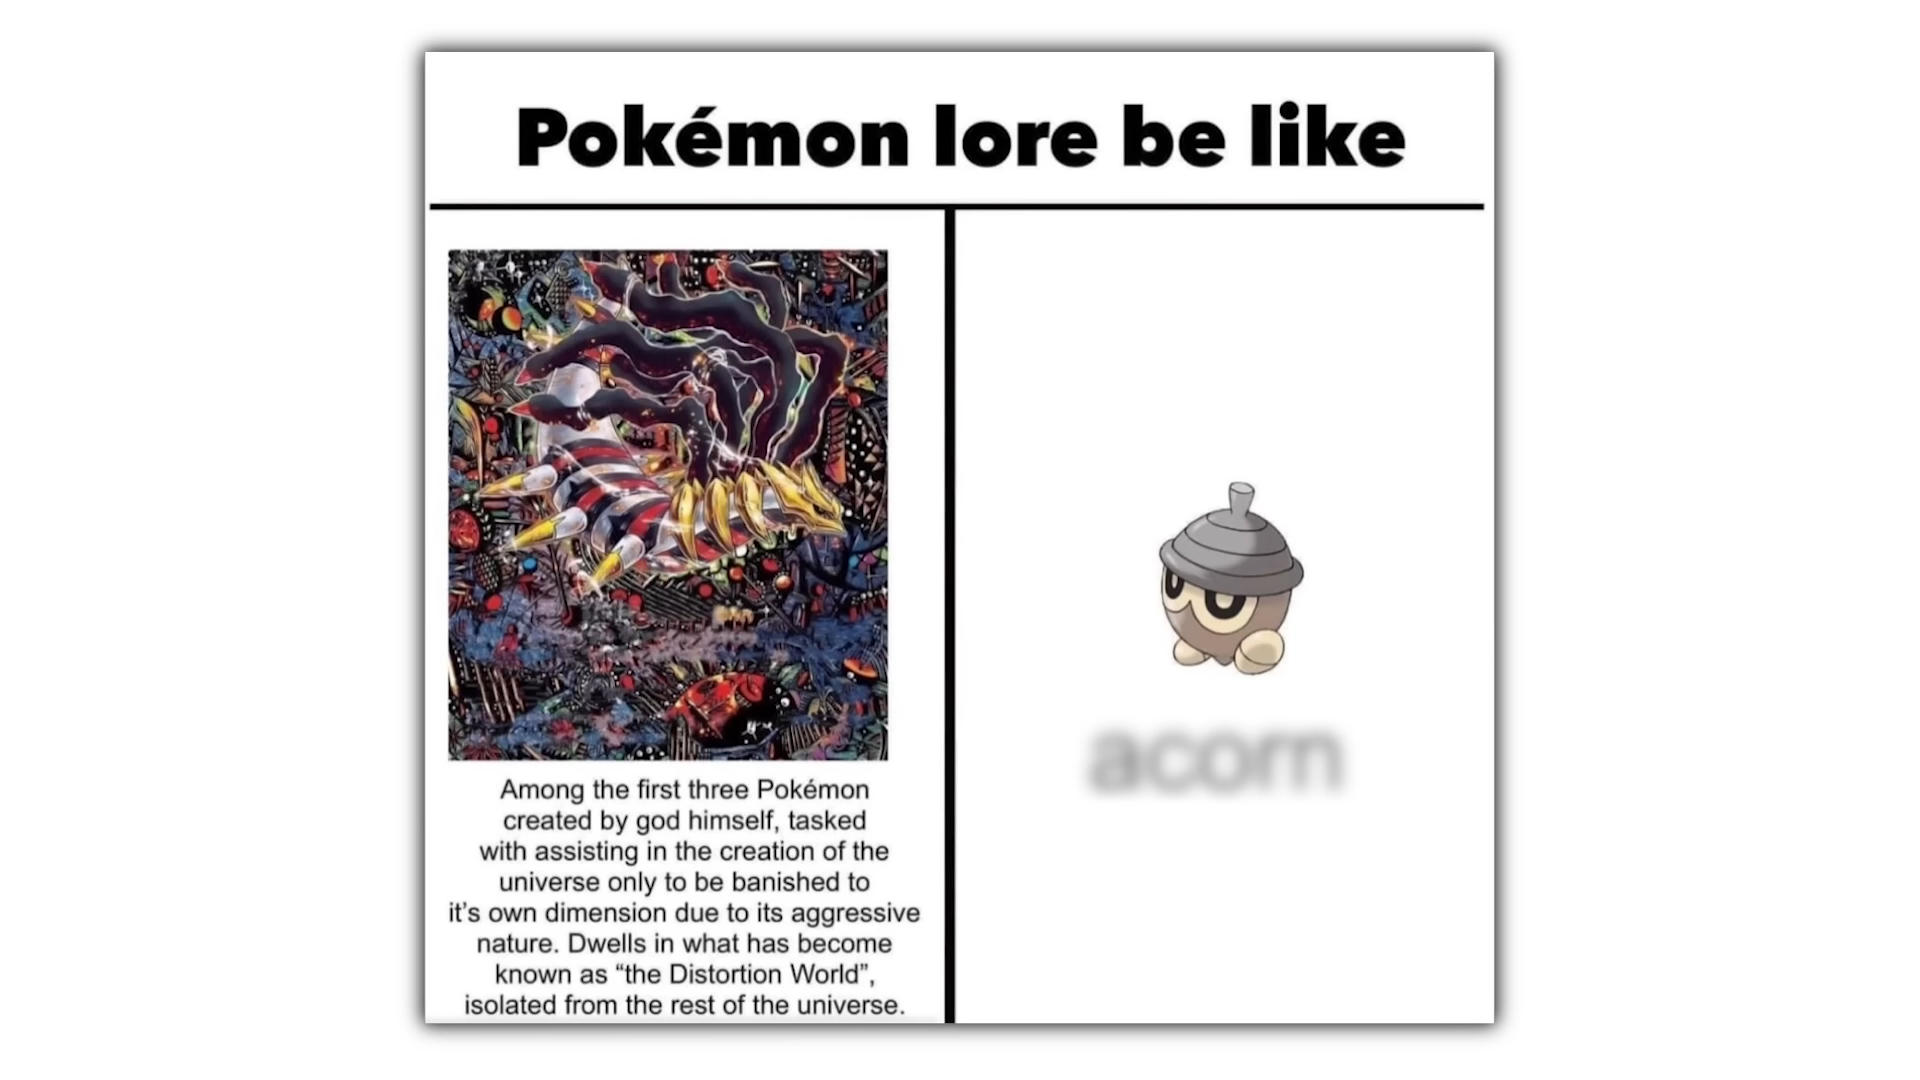 Pokémon lore be like
Among the first three Pokémon
created by god himself, tasked
with assisting in the creation of the
universe only to be banished to
it's own dimension due to its aggressive
nature. Dwells in what has become
known as “the Distortion World”,
isolated from the rest of the universe.
acorn